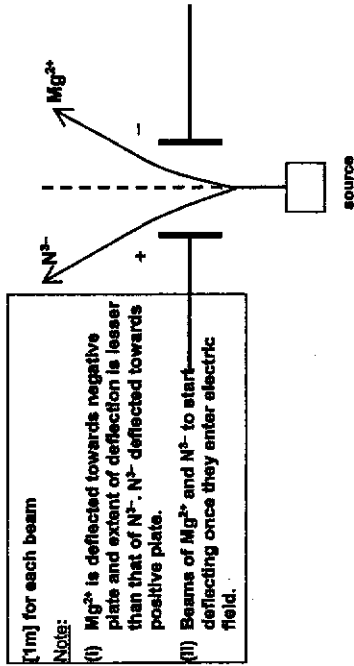 [1m] for each beam
Note:
(i) Mg²⁺ is deflected towards negative
plate and extent of deflection is lesser
than that of N³⁻. N³⁻ deflected towards
positive plate.
(II) Beams of Mg²⁺ and N³⁻ to start
deflecting once they enter electric
field.
N³⁻
Mg²⁺
+
−
source